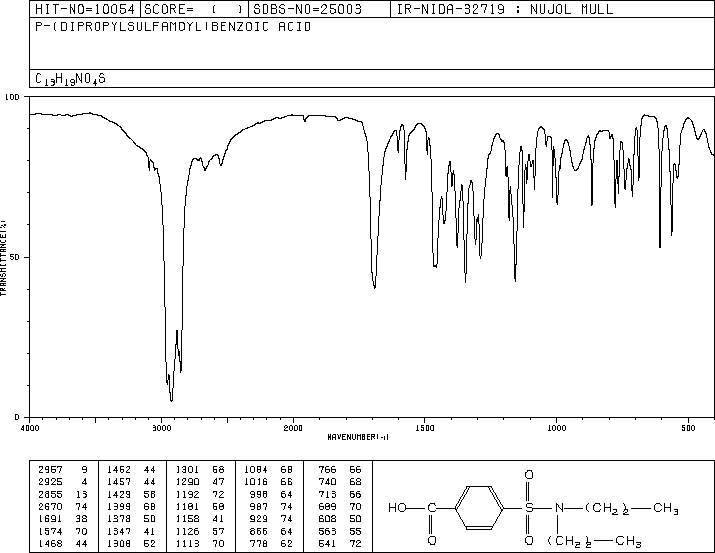 HIT-NO=10054 SCORE= ( ) SDBS-NO=25003 IR-NIDA-32719 : NUJOL MULL
P-(DIPROPYLSULFAMOYL)BENZOIC ACID
C13H19NO4S
100
50
0
TRANSMITTANCE(%)
4000 3000 2000 1500 1000 500
WAVENUMBER(-1)
2957 9 1462 44 1301 68 1084 68 766 66
2925 4 1457 44 1290 47 1016 66 740 68
2855 13 1429 58 1192 72 998 64 713 66
2670 74 1399 68 1181 60 987 74 689 70
1691 38 1378 50 1158 41 929 74 608 50
1574 70 1347 41 1126 57 866 64 563 55
1468 44 1308 52 1113 70 778 62 541 72
O
HO C S N (CH2)2 CH3
O O (CH2)2 CH3